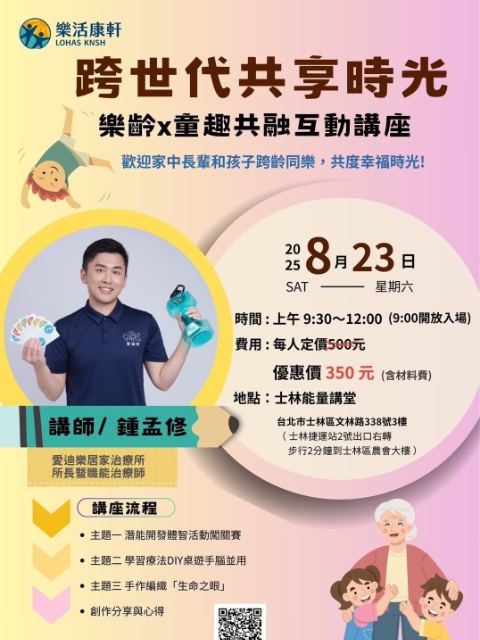 樂活康軒
LOHAS KNSH
跨世代共享時光
樂齡x童趣共融互動講座
歡迎家中長輩和孩子跨齡同樂，共度幸福時光!
2025 8月23日
SAT 星期六
時間：上午 9:30～12:00 (9:00開放入場)
費用：每人定價500元
優惠價 350 元 (含材料費)
地點：士林能量講堂
台北市士林區文林路338號3樓
（士林捷運站2號出口右轉
步行2分鐘到士林區農會大樓）
講師/ 鍾孟修
愛迪樂居家治療所
所長暨職能治療師
講座流程
• 主題一 潛能開發體智活動闖關賽
• 主題二 學習療法DIY桌遊手腦並用
• 主題三 手作編織「生命之眼」
• 創作分享與心得